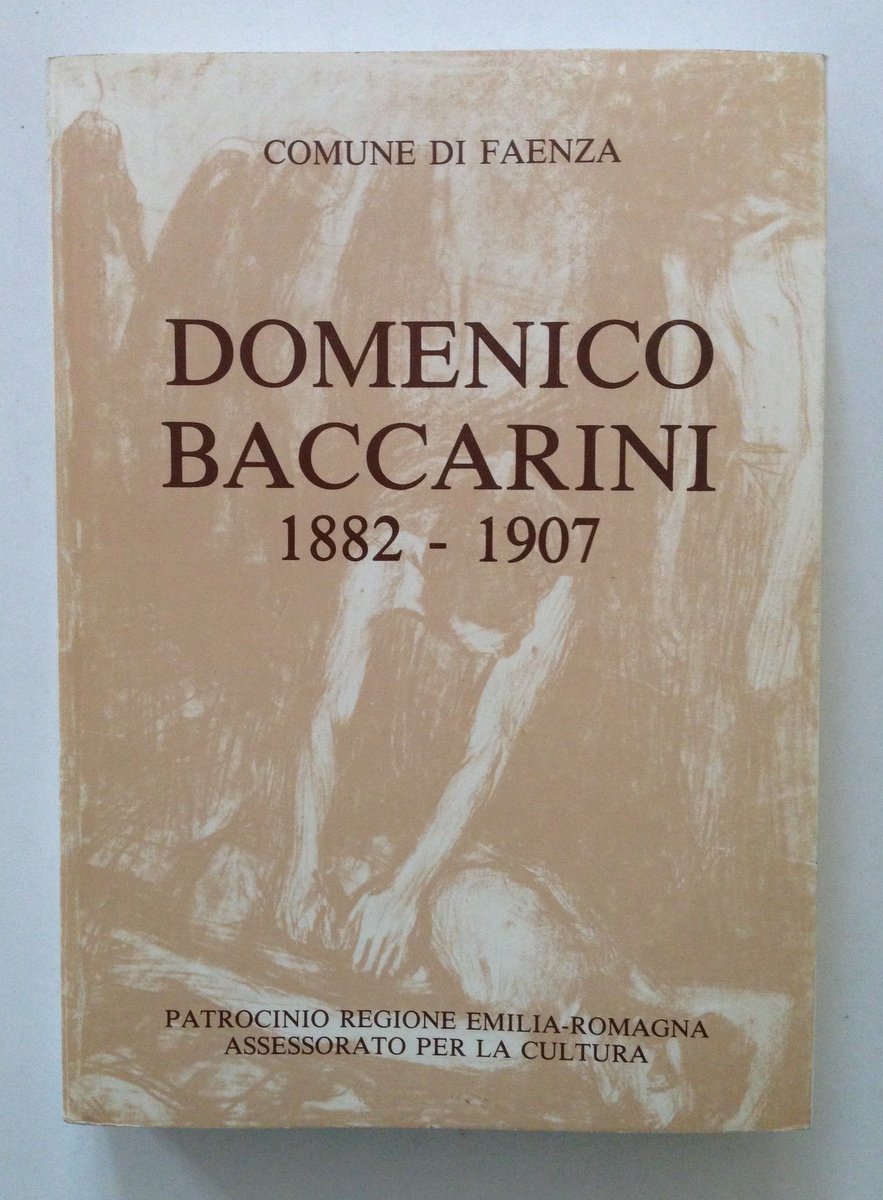 COMUNE DI FAENZA
DOMENICO
BACCARINI
1882 - 1907
PATROCINIO REGIONE EMILIA-ROMAGNA
ASSESSORATO PER LA CULTURA